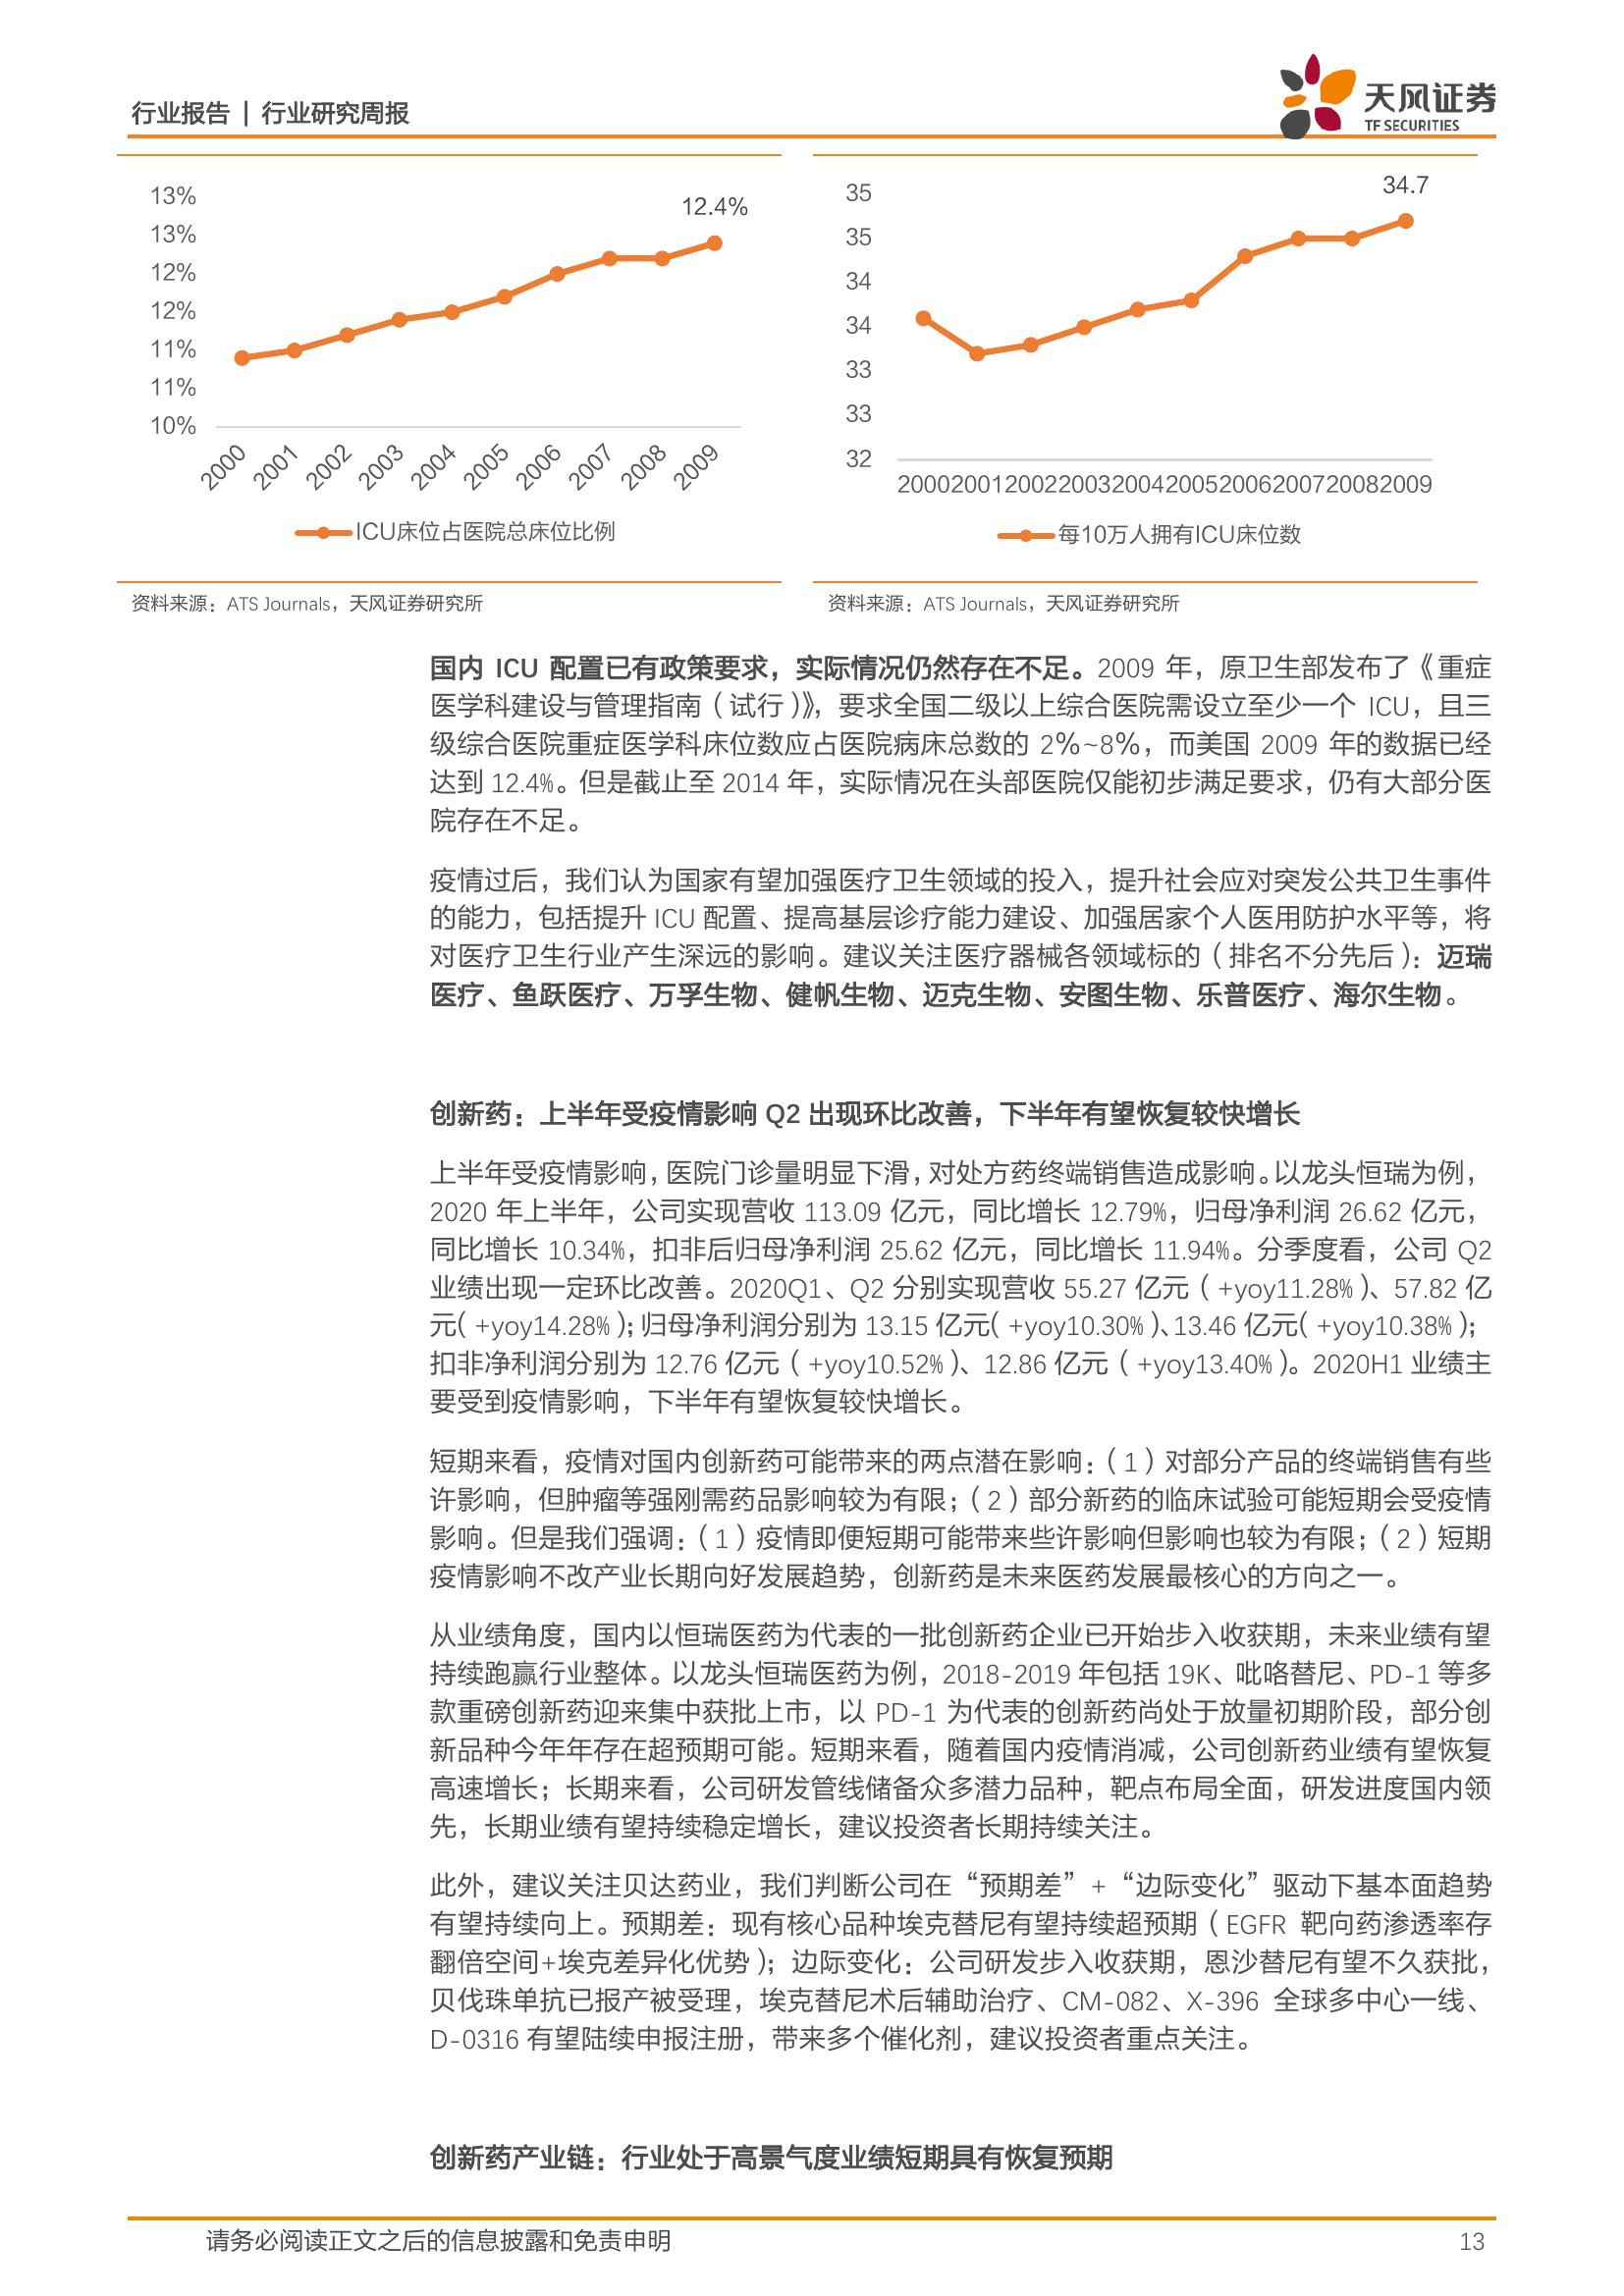 行业报告 | 行业研究周报
天风证券
TF SECURITIES
13%
13%
12%
12%
11%
11%
10%
12.4%
2000 2001 2002 2003 2004 2005 2006 2007 2008 2009
ICU床位占医院总床位比例
35
35
34
34
33
33
32
34.7
2000 2001 2002 2003 2004 2005 2006 2007 2008 2009
每10万人拥有ICU床位数
资料来源：ATS Journals，天风证券研究所
资料来源：ATS Journals，天风证券研究所
国内 ICU 配置已有政策要求，实际情况仍然存在不足。2009 年，原卫生部发布了《重症
医学科建设与管理指南（试行）》，要求全国二级以上综合医院需设立至少一个 ICU，且三
级综合医院重症医学科床位数应占医院病床总数的 2%~8%，而美国 2009 年的数据已经
达到 12.4%。但是截止至 2014 年，实际情况在头部医院仅能初步满足要求，仍有大部分医
院存在不足。
疫情过后，我们认为国家有望加强医疗卫生领域的投入，提升社会应对突发公共卫生事件
的能力，包括提升 ICU 配置、提高基层诊疗能力建设、加强居家个人医用防护水平等，将
对医疗卫生行业产生深远的影响。建议关注医疗器械各领域标的（排名不分先后）：迈瑞
医疗、鱼跃医疗、万孚生物、健帆生物、迈克生物、安图生物、乐普医疗、海尔生物。
创新药：上半年受疫情影响 Q2 出现环比改善，下半年有望恢复较快增长
上半年受疫情影响，医院门诊量明显下滑，对处方药终端销售造成影响。以龙头恒瑞为例，
2020 年上半年，公司实现营收 113.09 亿元，同比增长 12.79%，归母净利润 26.62 亿元，
同比增长 10.34%，扣非后归母净利润 25.62 亿元，同比增长 11.94%。分季度看，公司 Q2
业绩出现一定环比改善。2020Q1、Q2 分别实现营收 55.27 亿元（+yoy11.28%）、57.82 亿
元（+yoy14.28%）；归母净利润分别为 13.15 亿元（+yoy10.30%）、13.46 亿元（+yoy10.38%）；
扣非净利润分别为 12.76 亿元（+yoy10.52%）、12.86 亿元（+yoy13.40%）。2020H1 业绩主
要受到疫情影响，下半年有望恢复较快增长。
短期来看，疫情对国内创新药可能带来的两点潜在影响：（1）对部分产品的终端销售有些
许影响，但肿瘤等强刚需药品影响较为有限；（2）部分新药的临床试验可能短期会受疫情
影响。但是我们强调：（1）疫情即便短期可能带来些许影响但影响也较为有限；（2）短期
疫情影响不改产业长期向好发展趋势，创新药是未来医药发展最核心的方向之一。
从业绩角度，国内以恒瑞医药为代表的一批创新药企业已开始步入收获期，未来业绩有望
持续跑赢行业整体。以龙头恒瑞医药为例，2018-2019 年包括 19K、吡咯替尼、PD-1 等多
款重磅创新药迎来集中获批上市，以 PD-1 为代表的创新药尚处于放量初期阶段，部分创
新品种今年年存在超预期可能。短期来看，随着国内疫情消减，公司创新药业绩有望恢复
高速增长；长期来看，公司研发管线储备众多潜力品种，靶点布局全面，研发进度国内领
先，长期业绩有望持续稳定增长，建议投资者长期持续关注。
此外，建议关注贝达药业，我们判断公司在“预期差”+“边际变化”驱动下基本面趋势
有望持续向上。预期差：现有核心品种埃克替尼有望持续超预期（EGFR 靶向药渗透率存
翻倍空间+埃克差异化优势）；边际变化：公司研发步入收获期，恩沙替尼有望不久获批，
贝伐珠单抗已报产被受理，埃克替尼术后辅助治疗、CM-082、X-396 全球多中心一线、
D-0316 有望陆续申报注册，带来多个催化剂，建议投资者重点关注。
创新药产业链：行业处于高景气度业绩短期具有恢复预期
请务必阅读正文之后的信息披露和免责申明
13